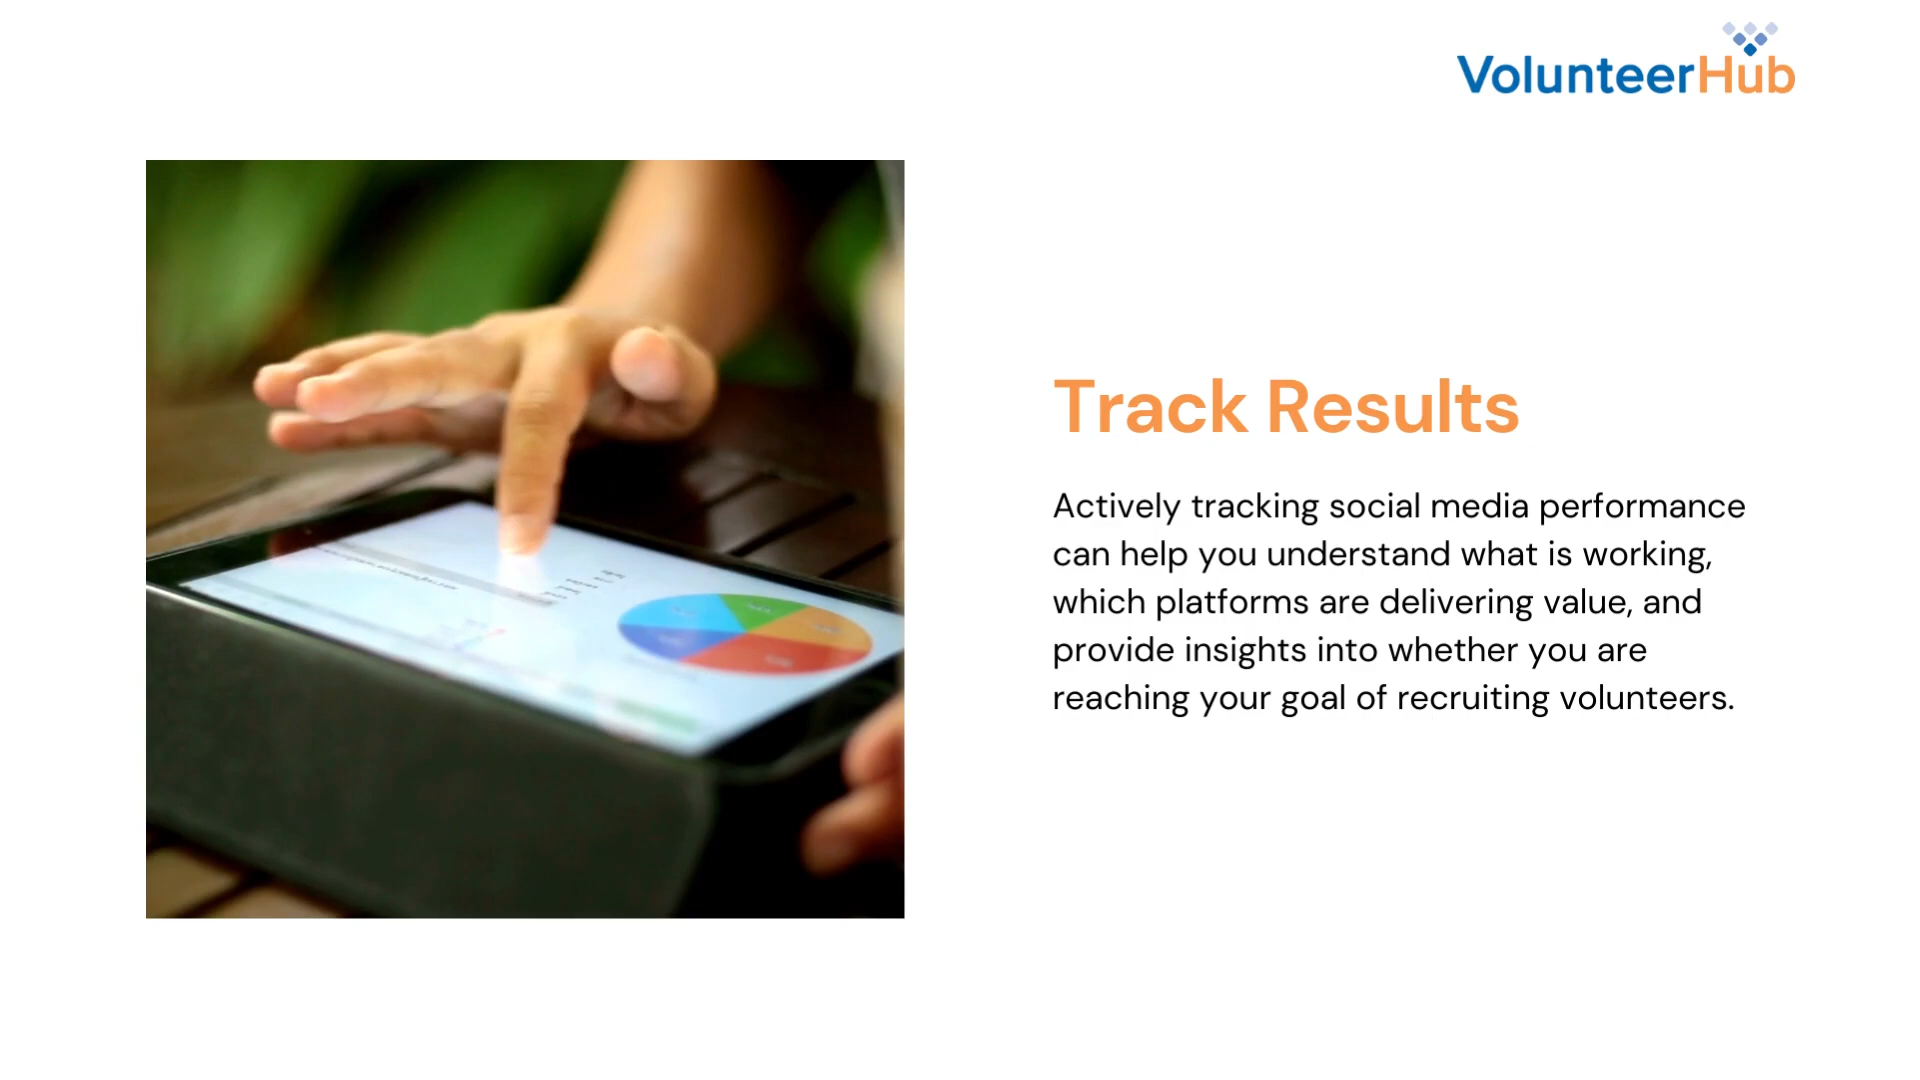 VolunteerHub
Track Results
Actively tracking social media performance
can help you understand what is working,
which platforms are delivering value, and
provide insights into whether you are
reaching your goal of recruiting volunteers.